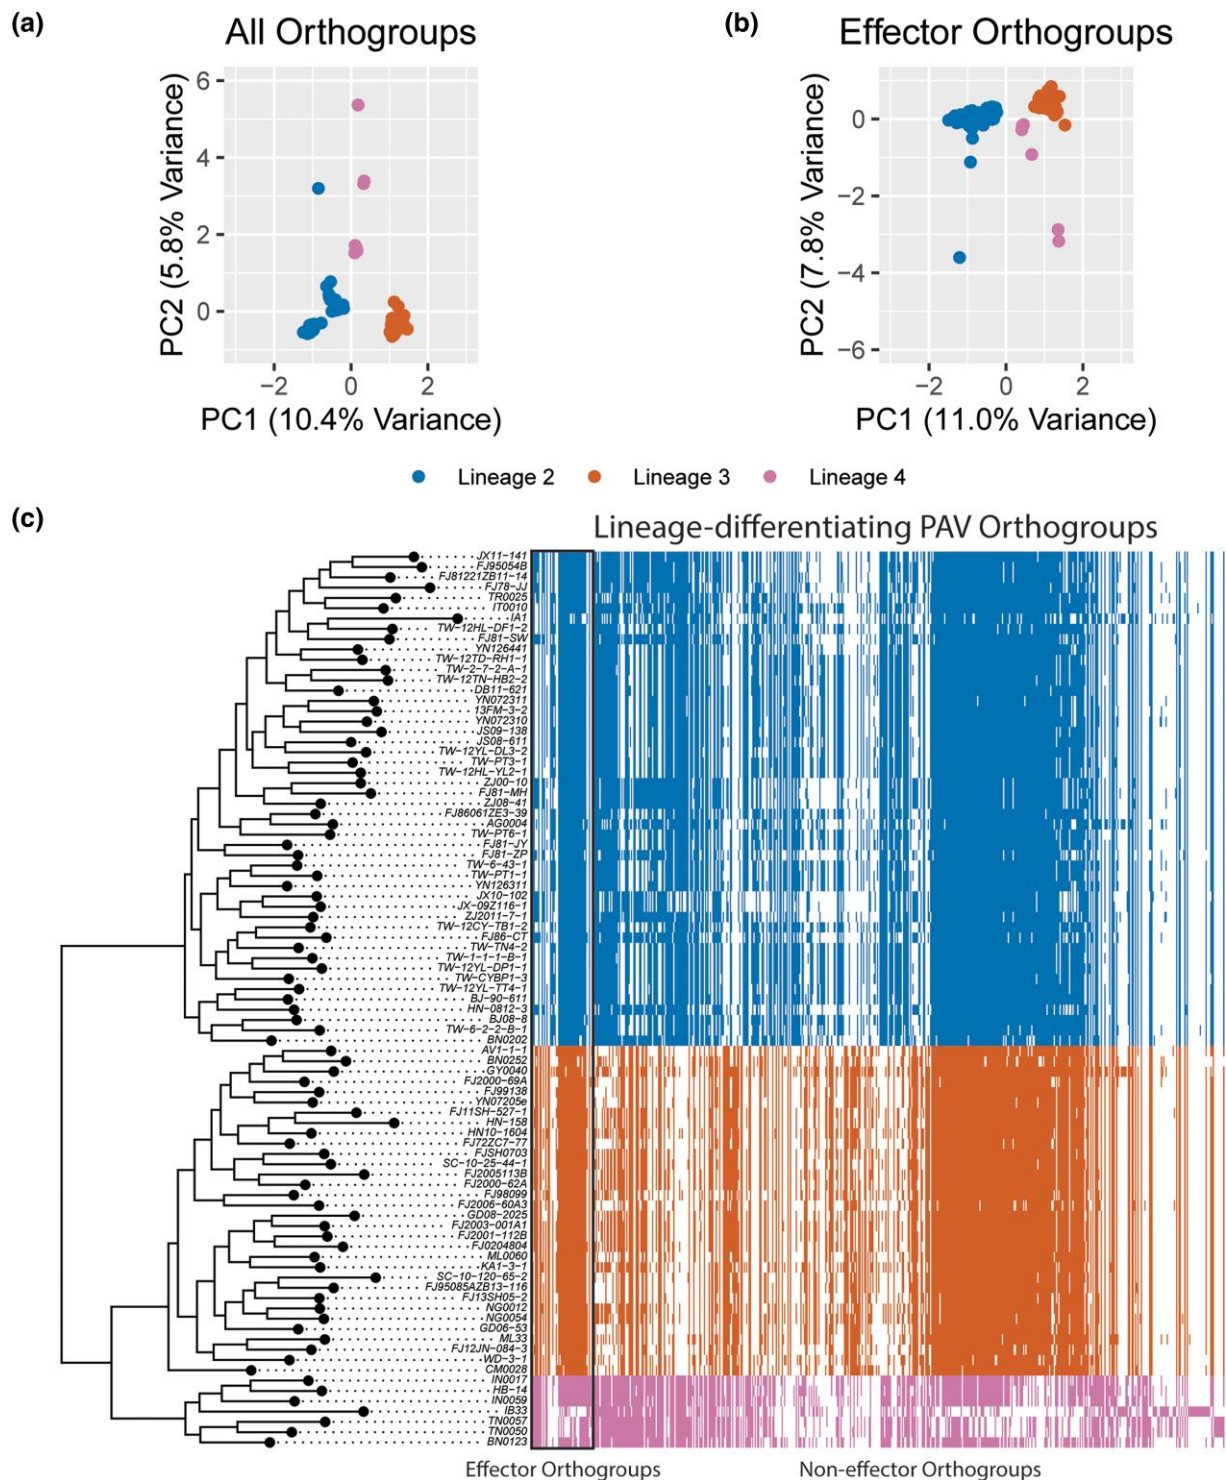 (a)
All Orthogroups
PC2 (5.8% Variance)
6
4
2
0
−2 0 2
PC1 (10.4% Variance)
(b)
Effector Orthogroups
PC2 (7.8% Variance)
0
−2
−4
−6
−2 0 2
PC1 (11.0% Variance)
Lineage 2 Lineage 3 Lineage 4
(c)
Lineage-differentiating PAV Orthogroups
JX11−141
FJ95054B
FJ81221ZB11−14
FJ78−JJ
TR0025
IT0010
IA1
TW−12HL−DF1−2
FJ81−SW
YN126441
TW−12TD−RH1−1
TW−2−7−2−A−1
TW−12TN−HB2−2
DB11−621
YN072311
13FM−3−2
YN072310
JS09−138
JS08−611
TW−12YL−DL3−2
TW−PT3−1
TW−12HL−YL2−1
ZJ00−10
FJ81−MH
ZJ08−41
FJ86061ZE3−39
AG0004
TW−PT6−1
FJ81−JY
FJ81−ZP
TW−6−43−1
TW−PT1−1
YN126311
JX10−102
JX−09Z116−1
ZJ2011−7−1
TW−12CY−TB1−2
FJ86−CT
TW−TN4−2
TW−1−1−1−B−1
TW−12YL−DP1−1
TW−CYBP1−3
TW−12YL−TT4−1
BJ−90−611
HN−0812−3
BJ08−8
TW−6−2−2−B−1
BN0202
AV1−1−1
BN0252
GY0040
FJ2000−69A
FJ99138
YN07205e
FJ11SH−527−1
HN−158
HN10−1604
FJ72ZC7−77
FJSH0703
SC−10−25−44−1
FJ2005113B
FJ2000−62A
FJ98099
FJ2006−60A3
GD08−2025
FJ2003−001A1
FJ2001−112B
FJ0204804
ML0060
KA1−3−1
SC−10−120−65−2
FJ95085AZB13−116
FJ13SH05−2
NG0012
NG0054
GD06−53
ML33
FJ12JN−084−3
WD−3−1
CM0028
IN0017
HB−14
IN0059
IB33
TN0057
TN0050
BN0123
Effector Orthogroups Non-effector Orthogroups